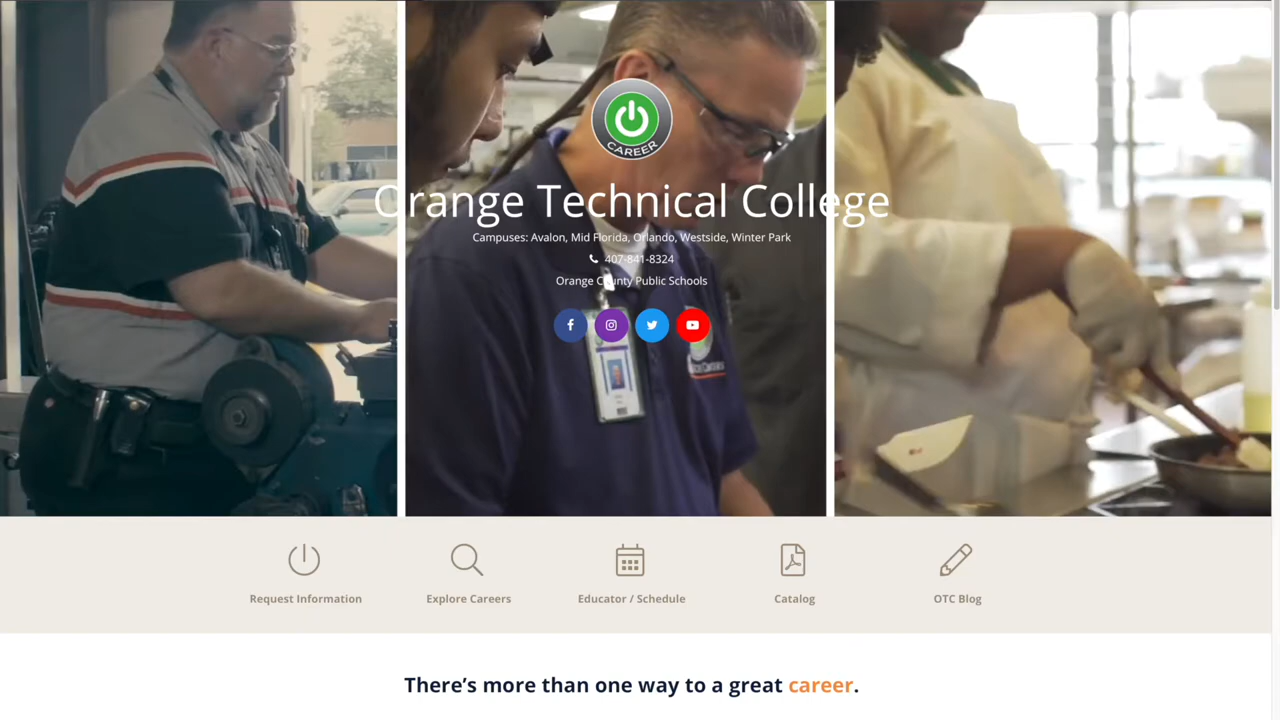 CAREER
Orange Technical College
Campuses: Avalon, Mid Florida, Orlando, Westside, Winter Park
407-841-8324
Orange County Public Schools
Request Information
Explore Careers
Educator / Schedule
Catalog
OTC Blog
There's more than one way to a great career.